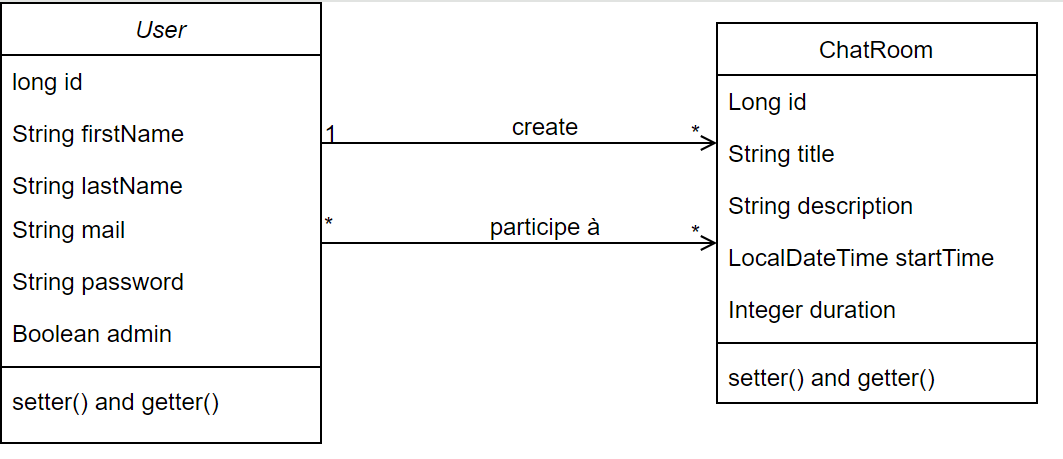 User
long id
String firstName
String lastName
String mail
String password
Boolean admin
setter() and getter()
1 create *
* participe à *
ChatRoom
Long id
String title
String description
LocalDateTime startTime
Integer duration
setter() and getter()